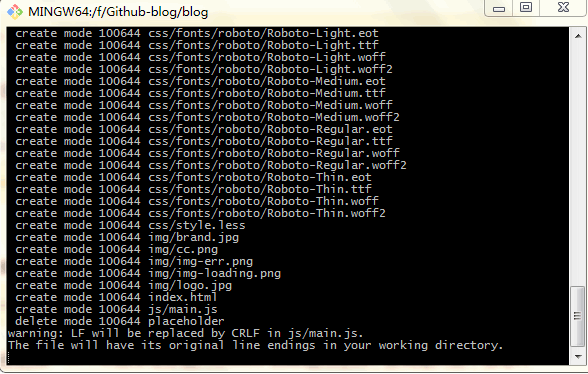 MINGW64:/f/Github-blog/blog
create mode 100644 css/fonts/roboto/Roboto-Light.eot
create mode 100644 css/fonts/roboto/Roboto-Light.ttf
create mode 100644 css/fonts/roboto/Roboto-Light.woff
create mode 100644 css/fonts/roboto/Roboto-Light.woff2
create mode 100644 css/fonts/roboto/Roboto-Medium.eot
create mode 100644 css/fonts/roboto/Roboto-Medium.ttf
create mode 100644 css/fonts/roboto/Roboto-Medium.woff
create mode 100644 css/fonts/roboto/Roboto-Medium.woff2
create mode 100644 css/fonts/roboto/Roboto-Regular.eot
create mode 100644 css/fonts/roboto/Roboto-Regular.ttf
create mode 100644 css/fonts/roboto/Roboto-Regular.woff
create mode 100644 css/fonts/roboto/Roboto-Regular.woff2
create mode 100644 css/fonts/roboto/Roboto-Thin.eot
create mode 100644 css/fonts/roboto/Roboto-Thin.ttf
create mode 100644 css/fonts/roboto/Roboto-Thin.woff
create mode 100644 css/fonts/roboto/Roboto-Thin.woff2
create mode 100644 css/style.less
create mode 100644 img/brand.jpg
create mode 100644 img/cc.png
create mode 100644 img/img-err.png
create mode 100644 img/img-loading.png
create mode 100644 img/logo.jpg
create mode 100644 index.html
create mode 100644 js/main.js
delete mode 100644 placeholder
warning: LF will be replaced by CRLF in js/main.js.
The file will have its original line endings in your working directory.